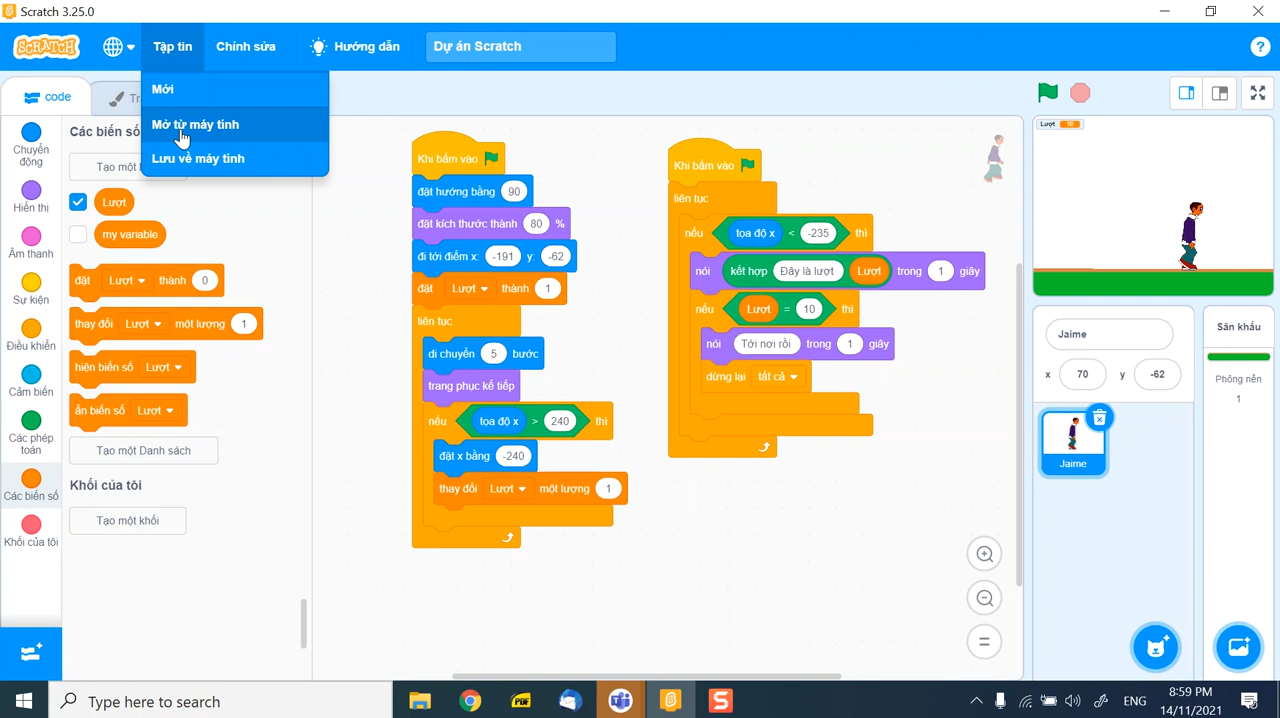 Scratch 3.25.0
SCRATCH
Tập tin
Chỉnh sửa
Hướng dẫn
Dự án Scratch
?
Mới
Mở từ máy tính
Lưu về máy tính
code
Chuyển động
Hiển thị
Âm thanh
Sự kiện
Điều khiển
Cảm biến
Các phép toán
Các biến số
Khối của tôi
Các biến số
Tạo một
Lượt
my variable
đặt Lượt thành 0
thay đổi Lượt một lượng 1
hiện biến số Lượt
ẩn biến số Lượt
Tạo một Danh sách
Khối của tôi
Tạo một khối
Khi bấm vào
đặt hướng bằng 90
đặt kích thước thành 80 %
đi tới điểm x: -191 y: -62
đặt Lượt thành 1
liên tục
di chuyển 5 bước
trang phục kế tiếp
nếu tọa độ x > 240 thì
đặt x bằng -240
thay đổi Lượt một lượng 1
Khi bấm vào
liên tục
nếu tọa độ x < -235 thì
nói kết hợp Đây là lượt Lượt trong 1 giây
nếu Lượt = 10 thì
nói Tới nơi rồi trong 1 giây
dừng lại tất cả
Lượt 10
Jaime
x 70 y -62
Jaime
Sân khấu
Phông nền
1
Type here to search
PDF
S
ENG
8:59 PM
14/11/2021